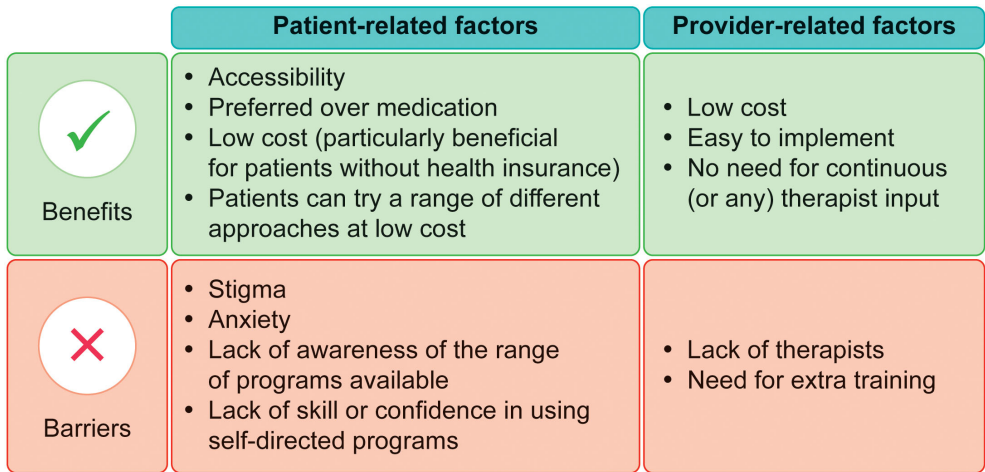 Patient-related factors
Provider-related factors
Benefits
• Accessibility
• Preferred over medication
• Low cost (particularly beneficial
for patients without health insurance)
• Patients can try a range of different
approaches at low cost
• Low cost
• Easy to implement
• No need for continuous
(or any) therapist input
Barriers
• Stigma
• Anxiety
• Lack of awareness of the range
of programs available
• Lack of skill or confidence in using
self-directed programs
• Lack of therapists
• Need for extra training